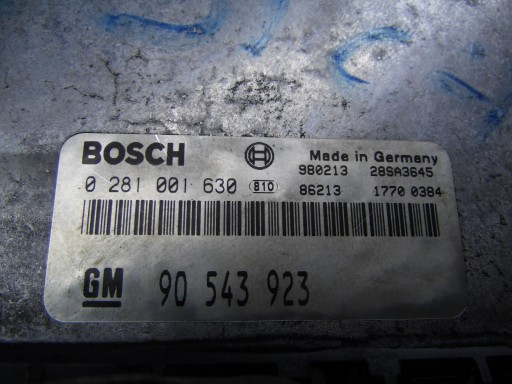 BOSCH Made in Germany
980213 28SA3645
0 281 001 630 810 86213 1770 0384
GM 90 543 923